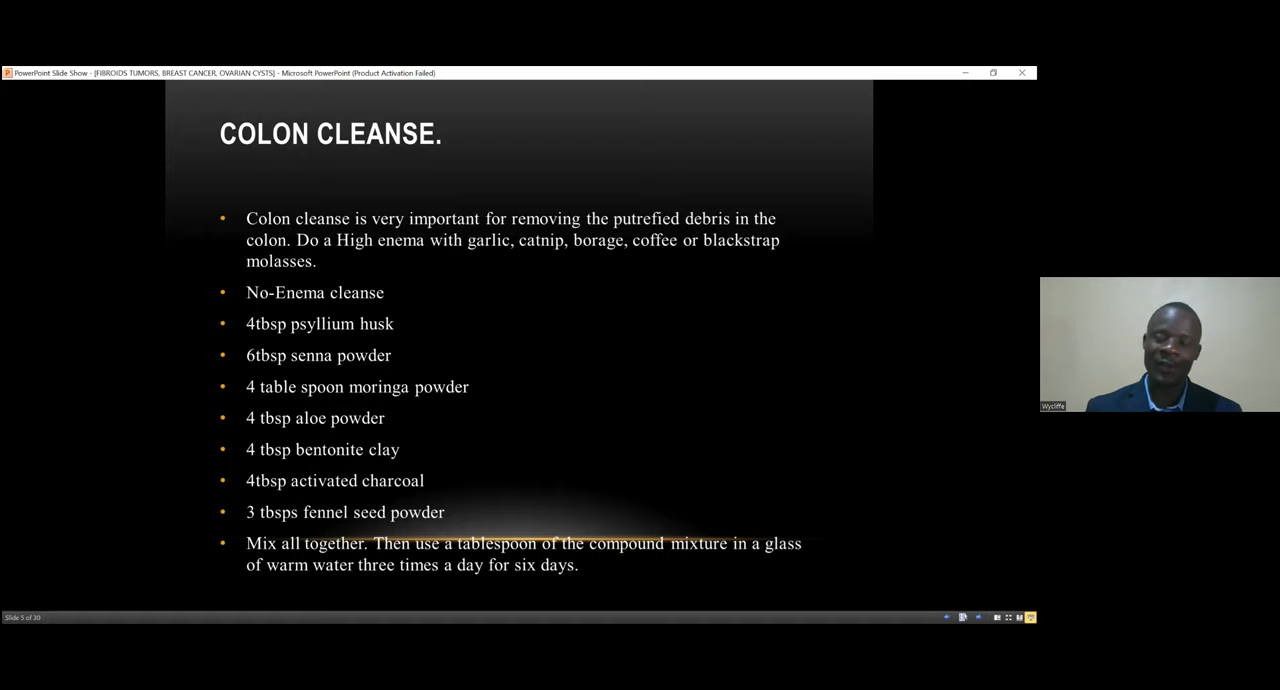 PowerPoint Slide Show - [FIBROIDS TUMORS, BREAST CANCER, OVARIAN CYSTS] - Microsoft PowerPoint (Product Activation Failed)
COLON CLEANSE.
• Colon cleanse is very important for removing the putrefied debris in the
colon. Do a High enema with garlic, catnip, borage, coffee or blackstrap
molasses.
• No-Enema cleanse
• 4tbsp psyllium husk
• 6tbsp senna powder
• 4 table spoon moringa powder
• 4 tbsp aloe powder
• 4 tbsp bentonite clay
• 4tbsp activated charcoal
• 3 tbsps fennel seed powder
• Mix all together. Then use a tablespoon of the compound mixture in a glass
of warm water three times a day for six days.
Wycliffe
Slide 5 of 30